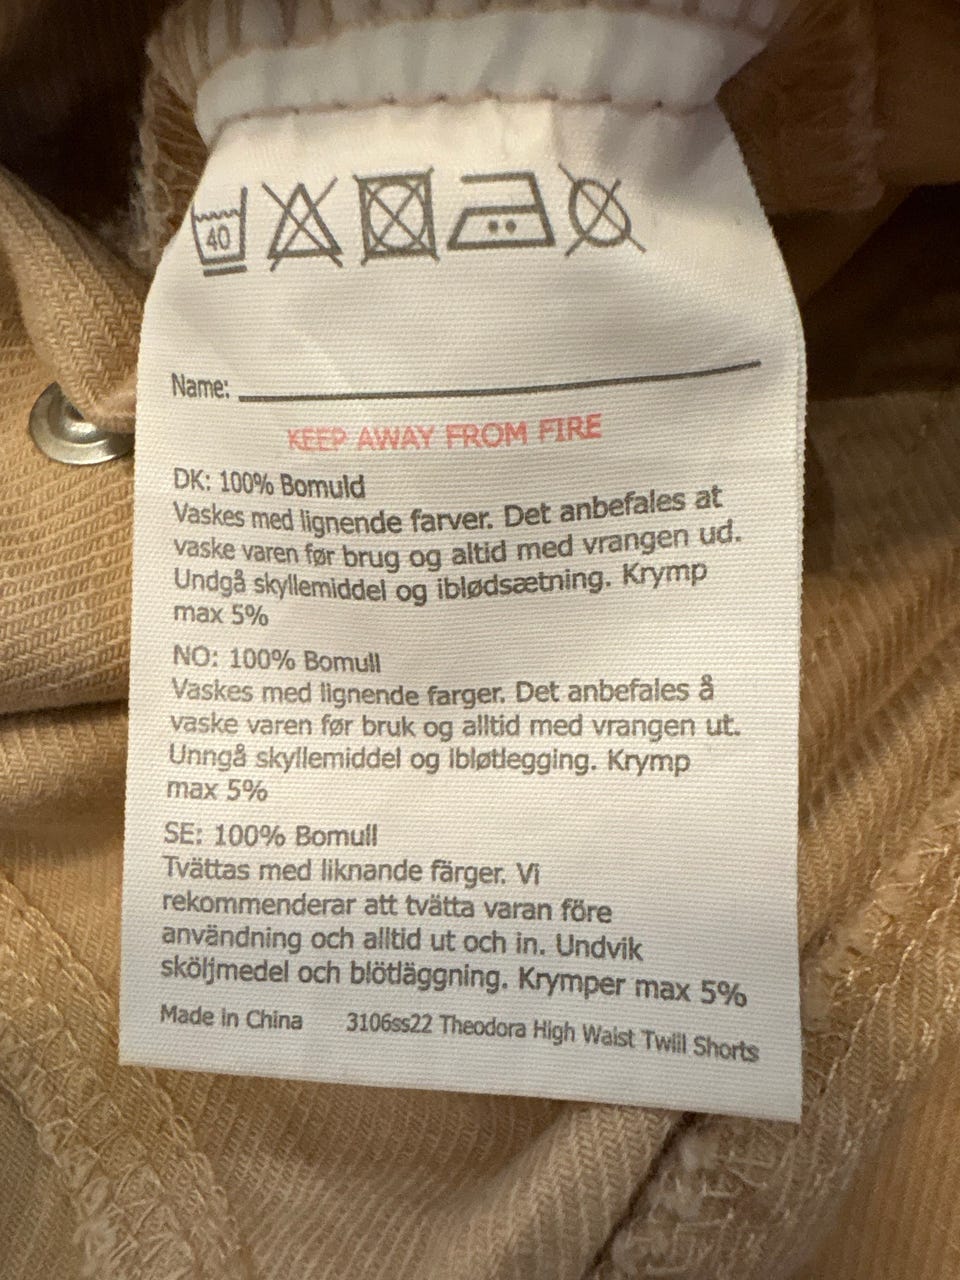 40
Name:
KEEP AWAY FROM FIRE
DK: 100% Bomuld
Vaskes med lignende farver. Det anbefales at
vaske varen før brug og altid med vrangen ud.
Undgå skyllemiddel og iblødsætning. Krymp
max 5%
NO: 100% Bomull
Vaskes med lignende farger. Det anbefales å
vaske varen før bruk og alltid med vrangen ut.
Unngå skyllemiddel og ibløtlegging. Krymp
max 5%
SE: 100% Bomull
Tvättas med liknande färger. Vi
rekommenderar att tvätta varan före
användning och alltid ut och in. Undvik
sköljmedel och blötläggning. Krymper max 5%
Made in China 3106ss22 Theodora High Waist Twill Shorts